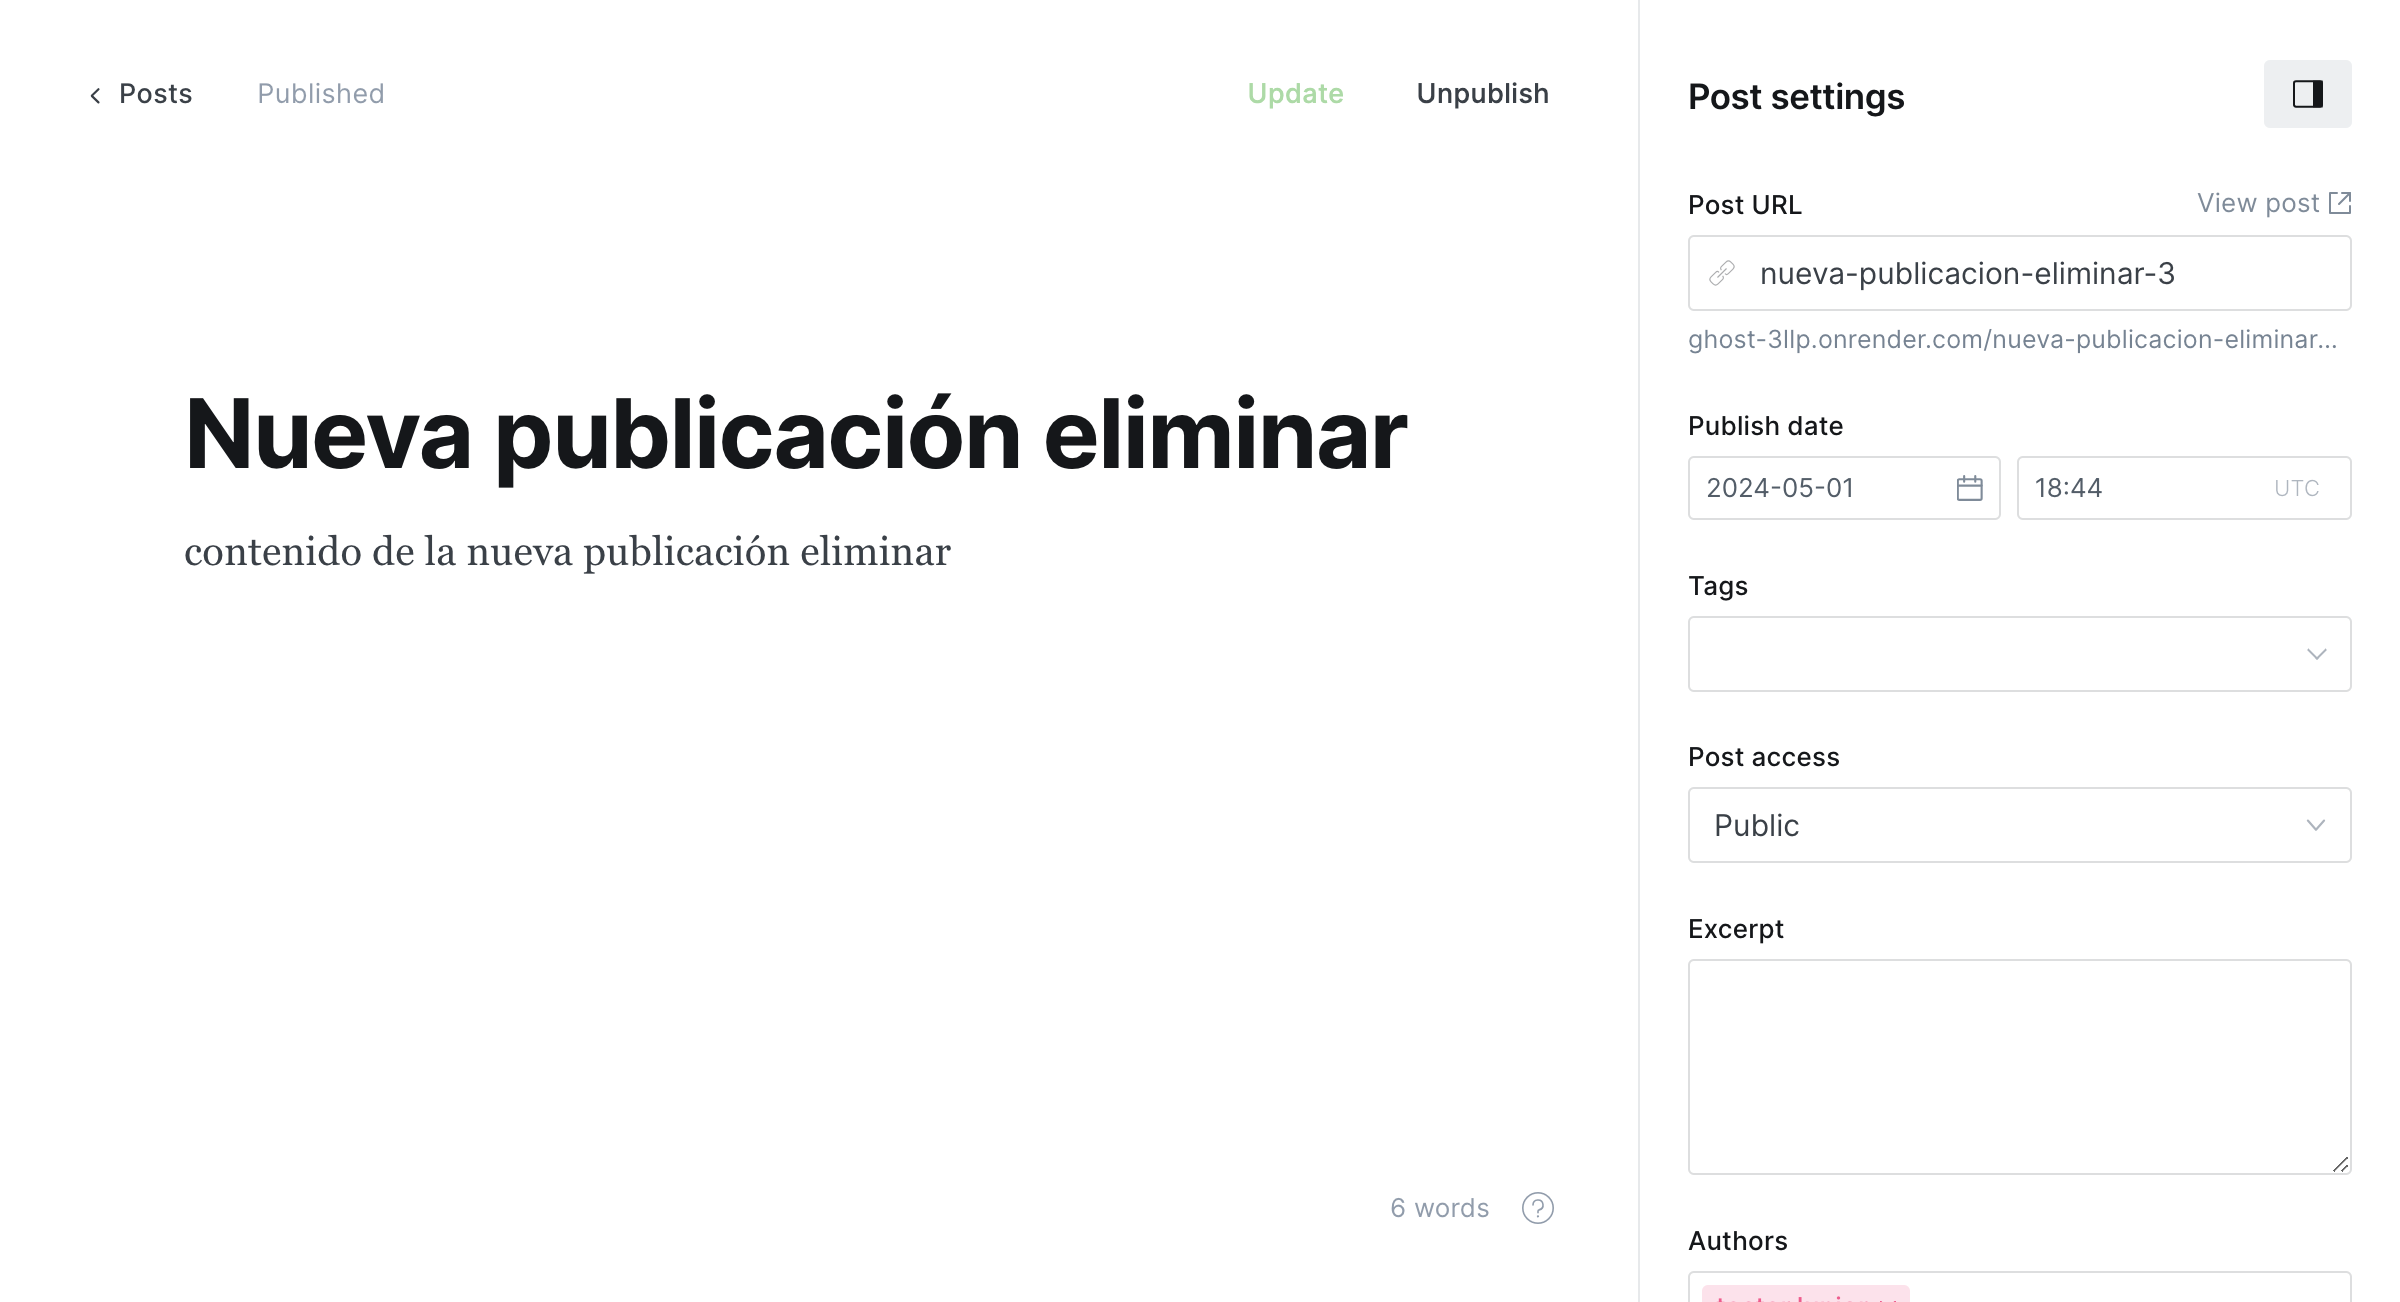 Posts
Published
Update
Unpublish
Nueva publicación eliminar
contenido de la nueva publicación eliminar
6 words
?
Post settings
Post URL
View post
nueva-publicacion-eliminar-3
ghost-3llp.onrender.com/nueva-publicacion-eliminar...
Publish date
2024-05-01
18:44
UTC
Tags
Post access
Public
Excerpt
Authors